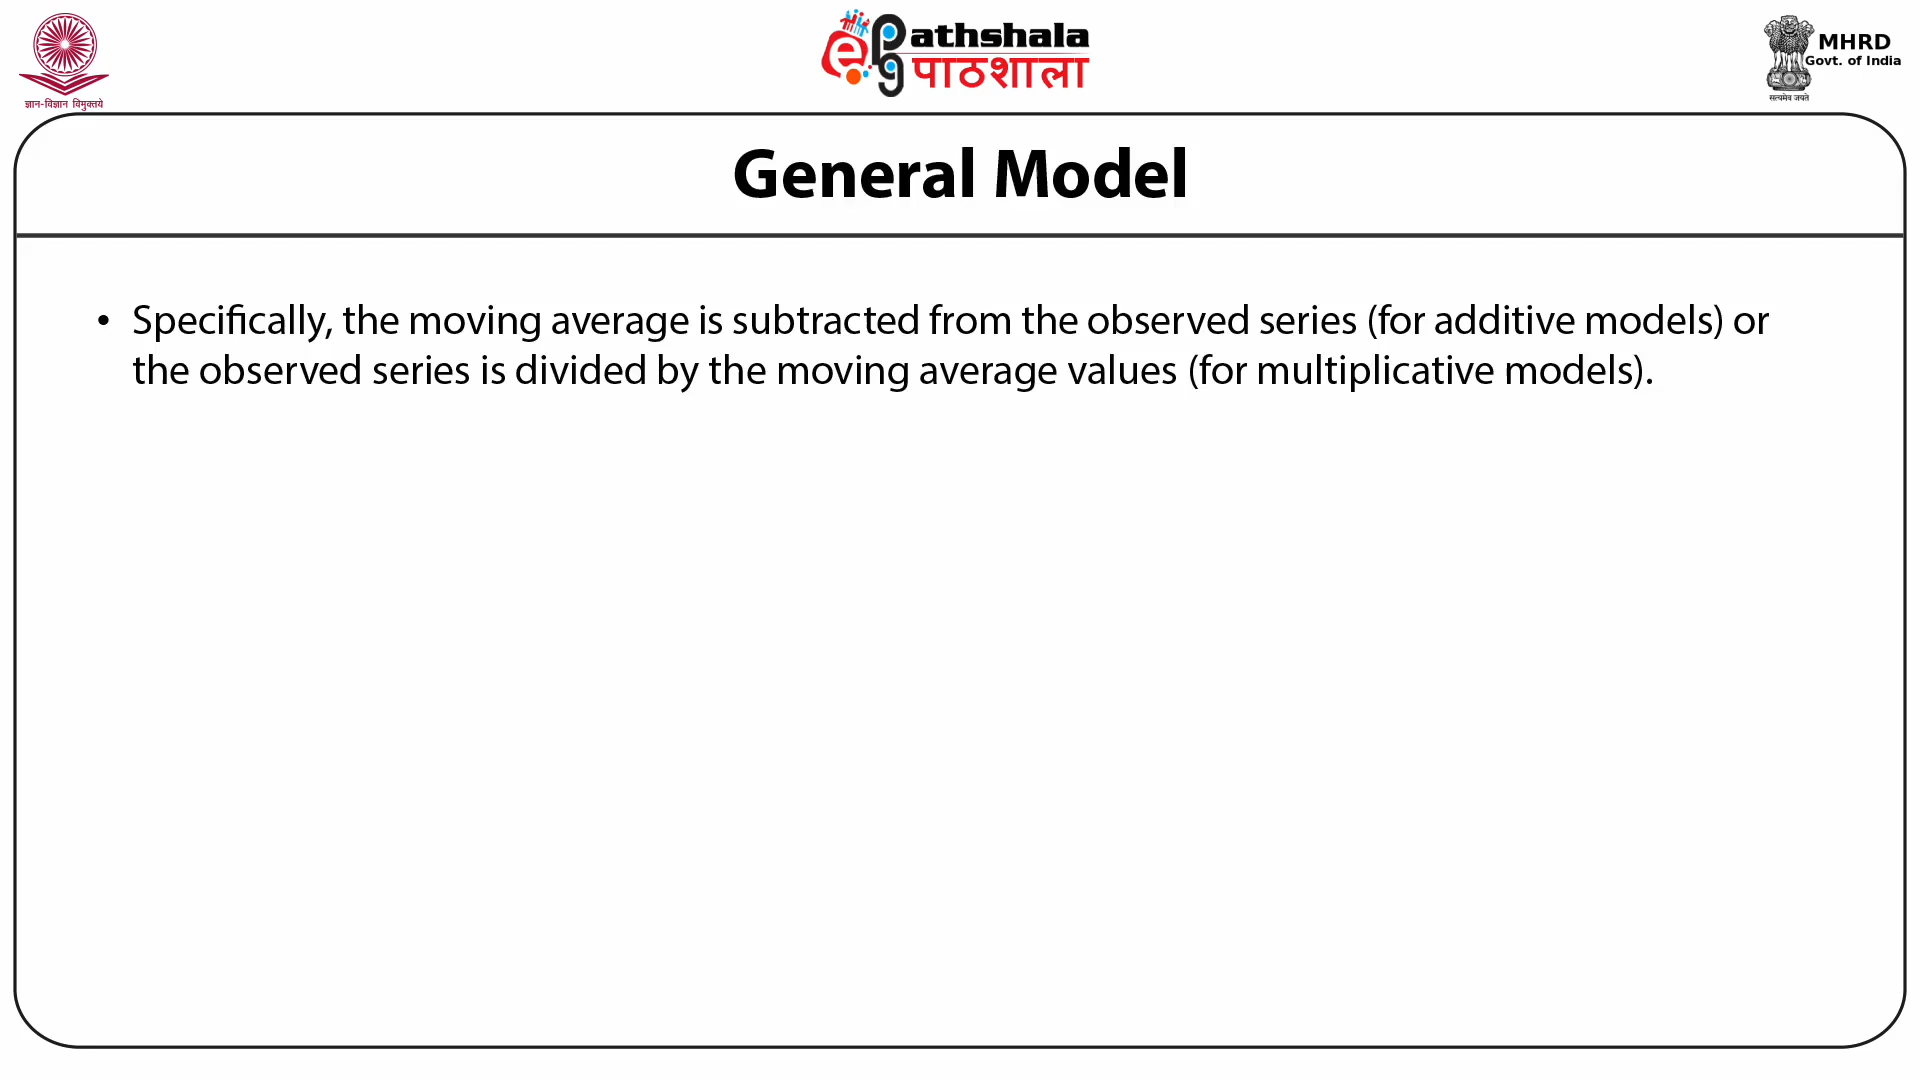 ज्ञान-विज्ञान विमुक्तये
e pg athshala
पाठशाला
MHRD
Govt. of India
सत्यमेव जयते
General Model
• Specifically, the moving average is subtracted from the observed series (for additive models) or
the observed series is divided by the moving average values (for multiplicative models).